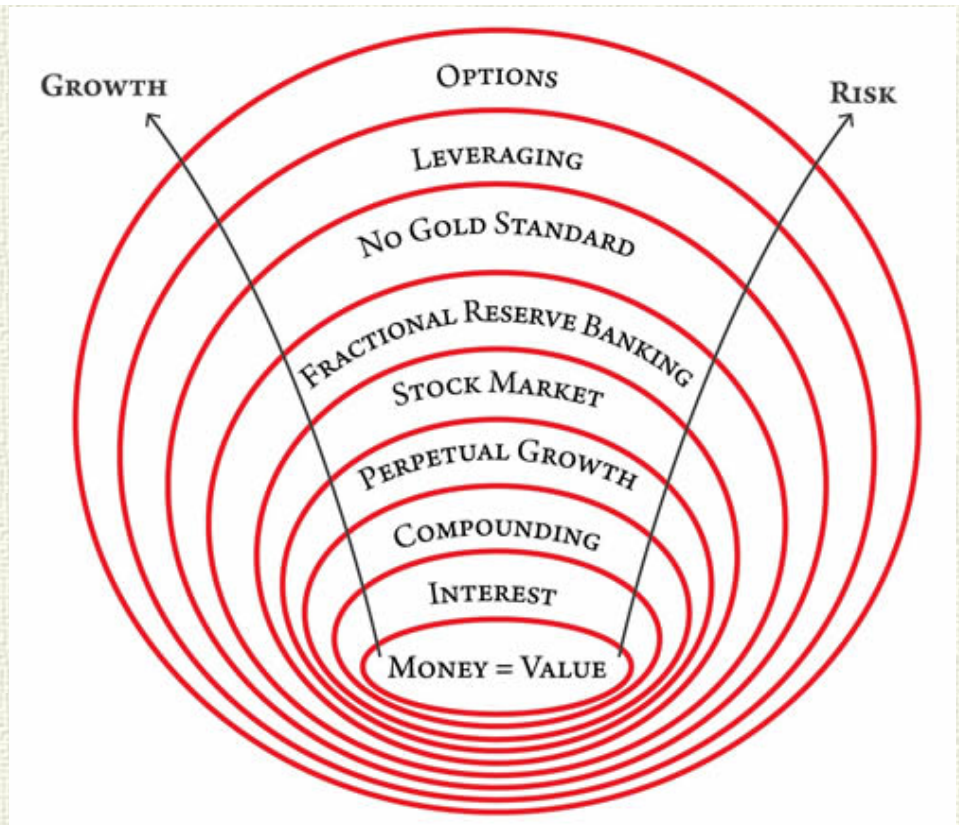 Growth
Risk
Options
Leveraging
No Gold Standard
Fractional Reserve Banking
Stock Market
Perpetual Growth
Compounding
Interest
Money = Value